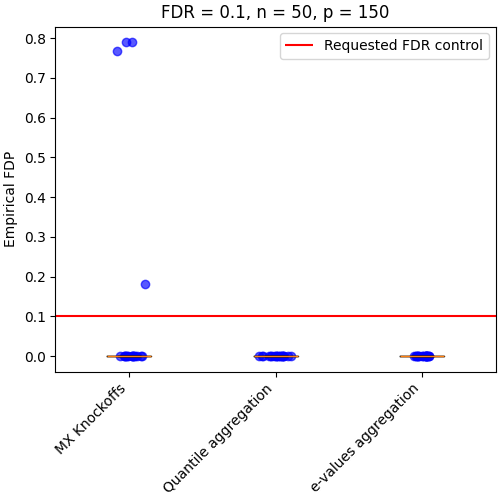 FDR = 0.1, n = 50, p = 150
Requested FDR control
Empirical FDP
0.8
0.7
0.6
0.5
0.4
0.3
0.2
0.1
0.0
MX Knockoffs
Quantile aggregation
e-values aggregation